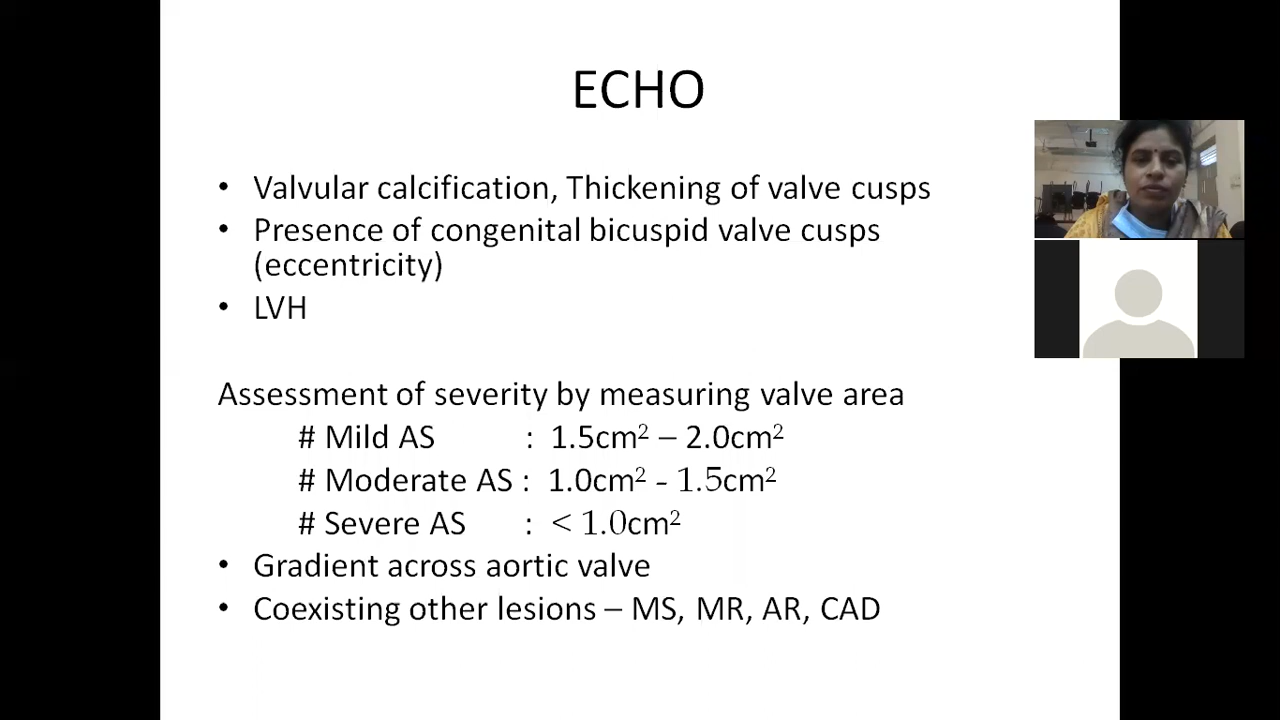 ECHO
• Valvular calcification, Thickening of valve cusps
• Presence of congenital bicuspid valve cusps
(eccentricity)
• LVH
Assessment of severity by measuring valve area
# Mild AS : 1.5cm² – 2.0cm²
# Moderate AS : 1.0cm² - 1.5cm²
# Severe AS : < 1.0cm²
• Gradient across aortic valve
• Coexisting other lesions – MS, MR, AR, CAD